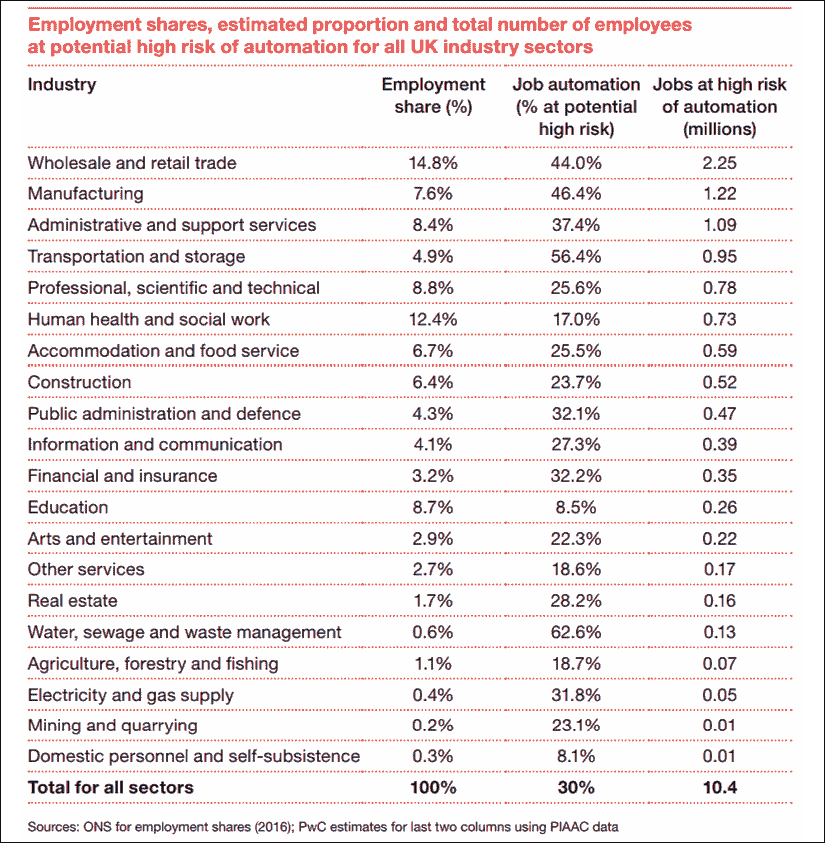 Employment shares, estimated proportion and total number of employees
at potential high risk of automation for all UK industry sectors
Industry Employment share (%) Job automation (% at potential high risk) Jobs at high risk of automation (millions)
Wholesale and retail trade 14.8% 44.0% 2.25
Manufacturing 7.6% 46.4% 1.22
Administrative and support services 8.4% 37.4% 1.09
Transportation and storage 4.9% 56.4% 0.95
Professional, scientific and technical 8.8% 25.6% 0.78
Human health and social work 12.4% 17.0% 0.73
Accommodation and food service 6.7% 25.5% 0.59
Construction 6.4% 23.7% 0.52
Public administration and defence 4.3% 32.1% 0.47
Information and communication 4.1% 27.3% 0.39
Financial and insurance 3.2% 32.2% 0.35
Education 8.7% 8.5% 0.26
Arts and entertainment 2.9% 22.3% 0.22
Other services 2.7% 18.6% 0.17
Real estate 1.7% 28.2% 0.16
Water, sewage and waste management 0.6% 62.6% 0.13
Agriculture, forestry and fishing 1.1% 18.7% 0.07
Electricity and gas supply 0.4% 31.8% 0.05
Mining and quarrying 0.2% 23.1% 0.01
Domestic personnel and self-subsistence 0.3% 8.1% 0.01
Total for all sectors 100% 30% 10.4
Sources: ONS for employment shares (2016); PwC estimates for last two columns using PIAAC data